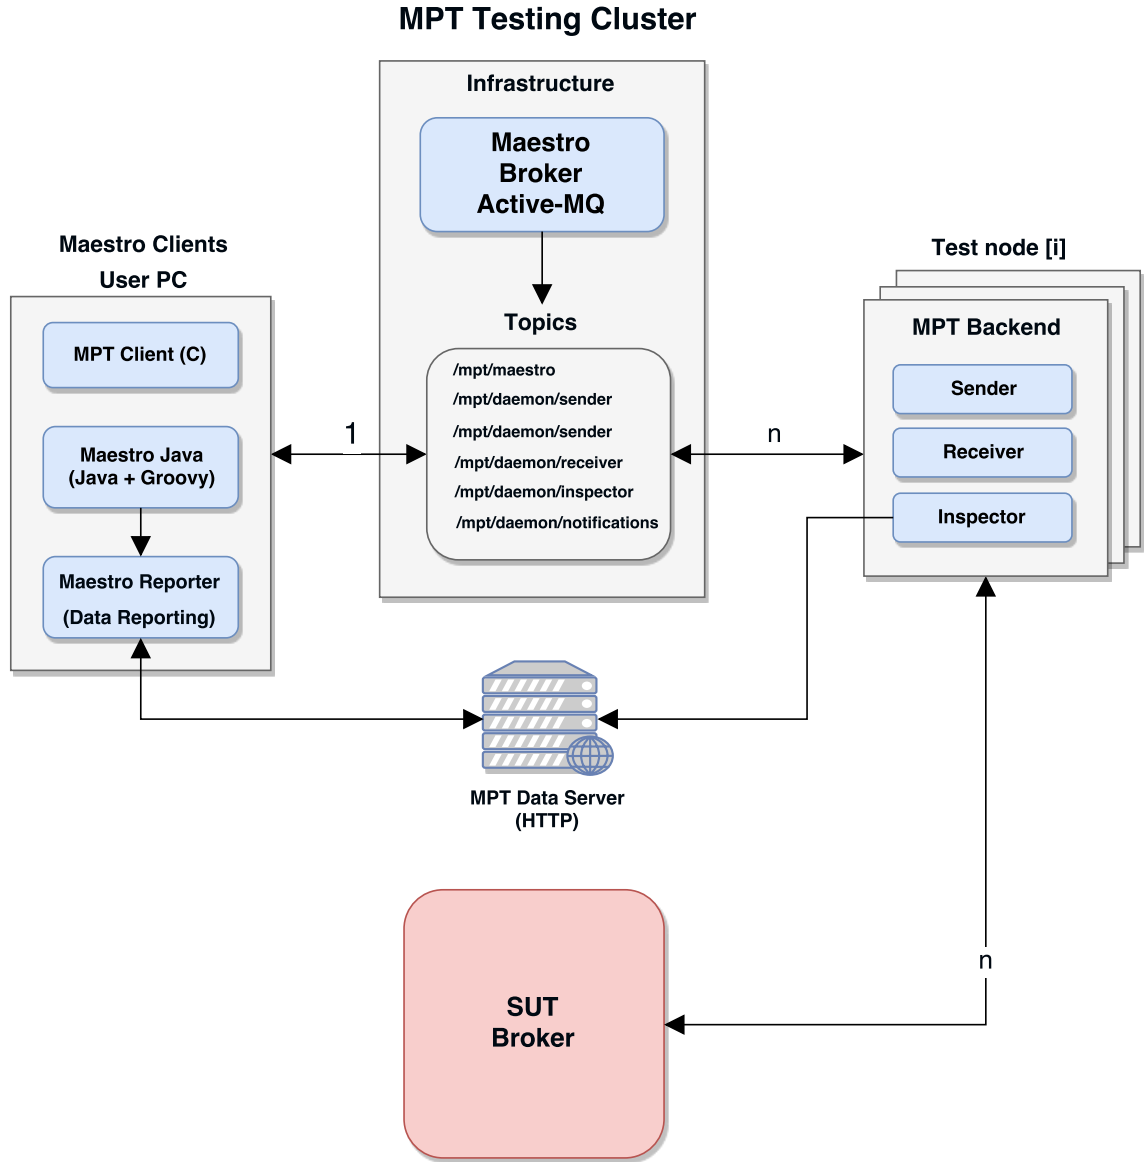 MPT Testing Cluster
Infrastructure
Maestro
Broker
Active-MQ
Topics
/mpt/maestro
/mpt/daemon/sender
/mpt/daemon/sender
/mpt/daemon/receiver
/mpt/daemon/inspector
/mpt/daemon/notifications
Maestro Clients
User PC
MPT Client (C)
Maestro Java
(Java + Groovy)
Maestro Reporter
(Data Reporting)
1
n
Test node [i]
MPT Backend
Sender
Receiver
Inspector
MPT Data Server
(HTTP)
n
SUT
Broker